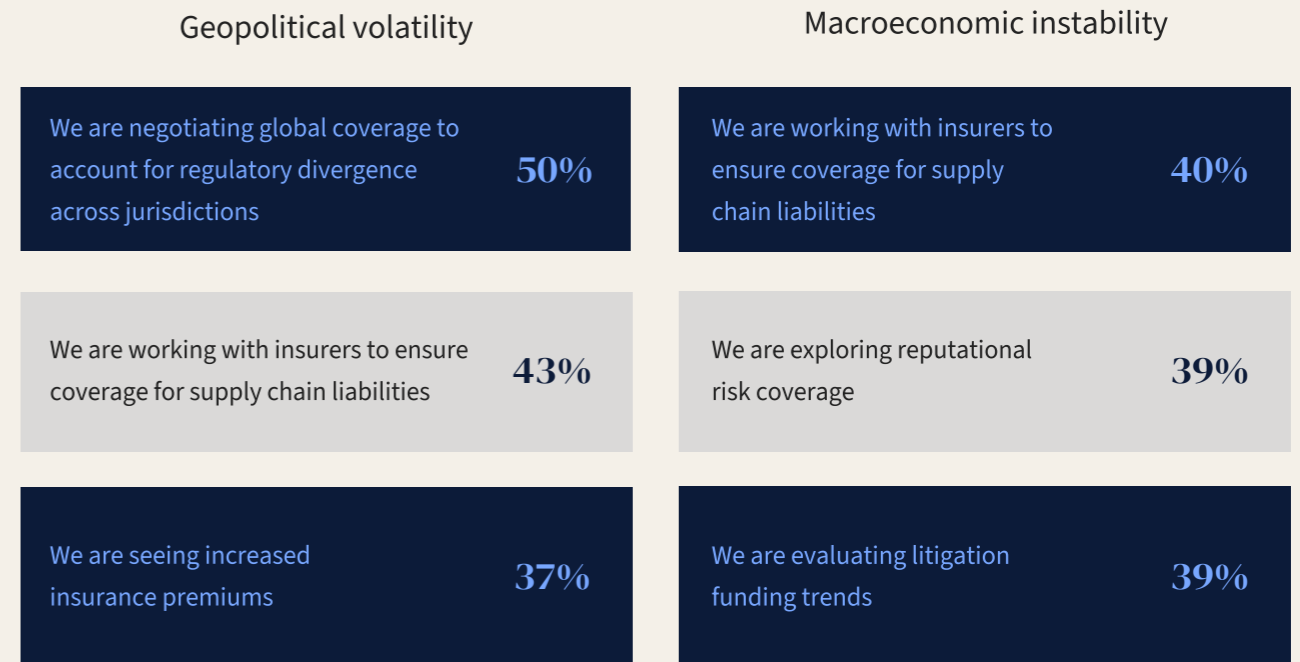 Geopolitical volatility
We are negotiating global coverage to
account for regulatory divergence
across jurisdictions
50%
We are working with insurers to ensure
coverage for supply chain liabilities
43%
We are seeing increased
insurance premiums
37%
Macroeconomic instability
We are working with insurers to
ensure coverage for supply
chain liabilities
40%
We are exploring reputational
risk coverage
39%
We are evaluating litigation
funding trends
39%